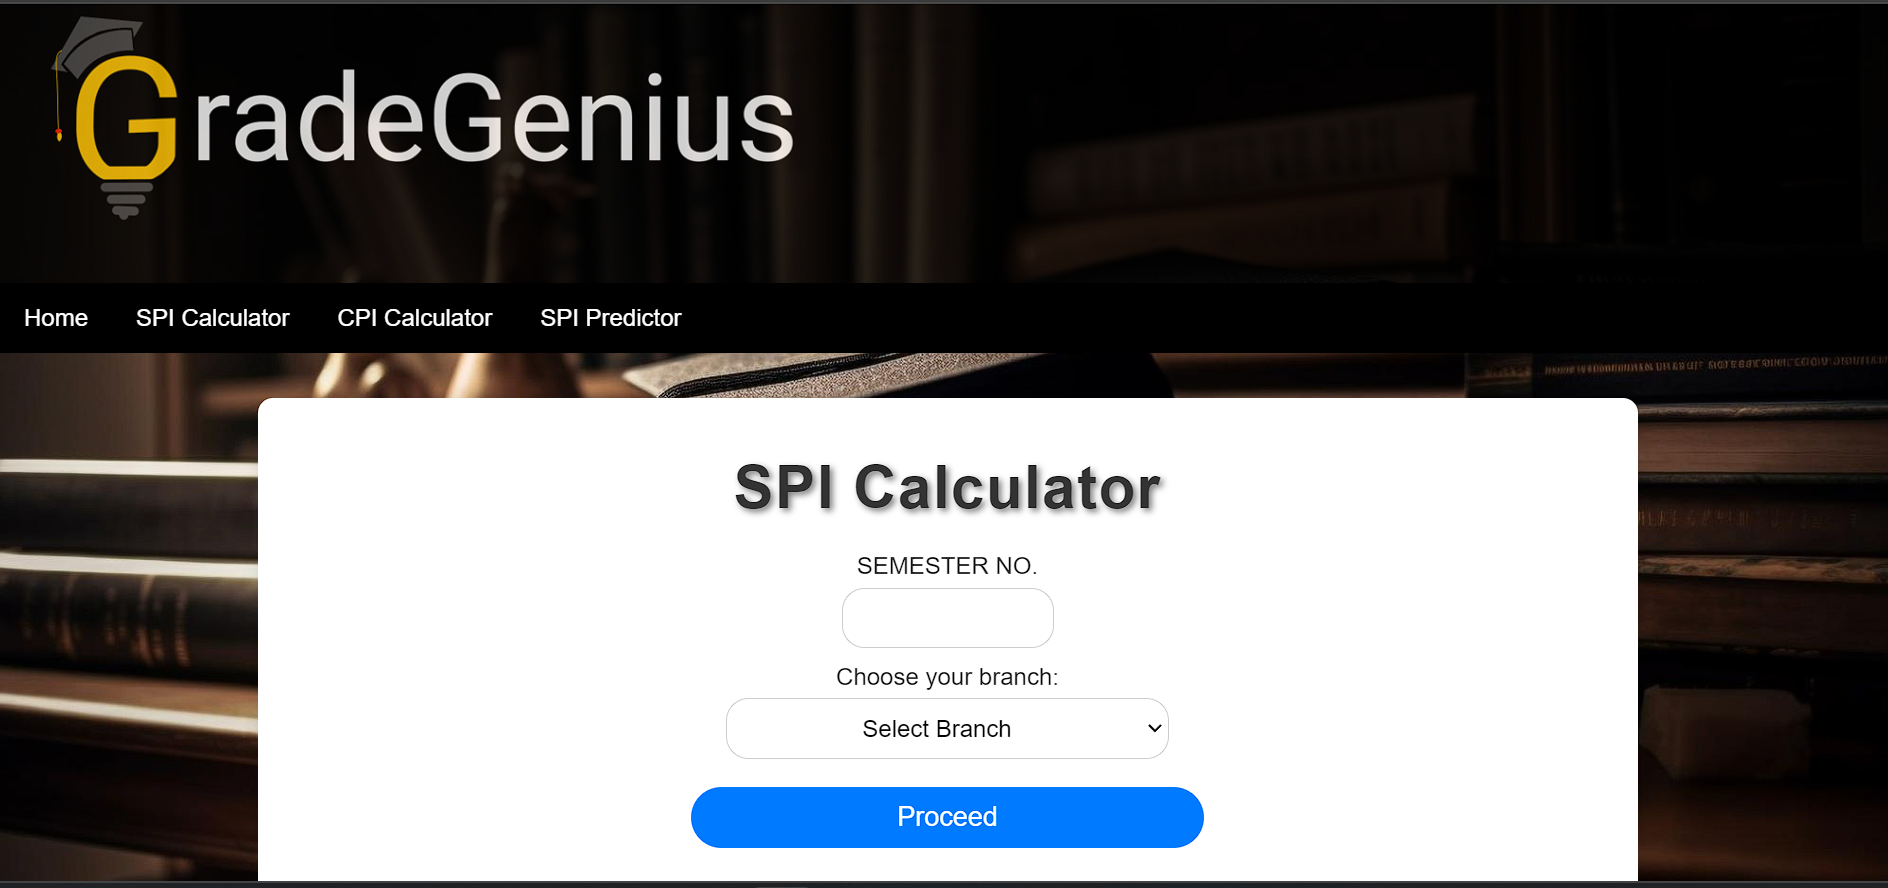 GradeGenius
Home SPI Calculator CPI Calculator SPI Predictor
SPI Calculator
SEMESTER NO.
Choose your branch:
Select Branch
Proceed